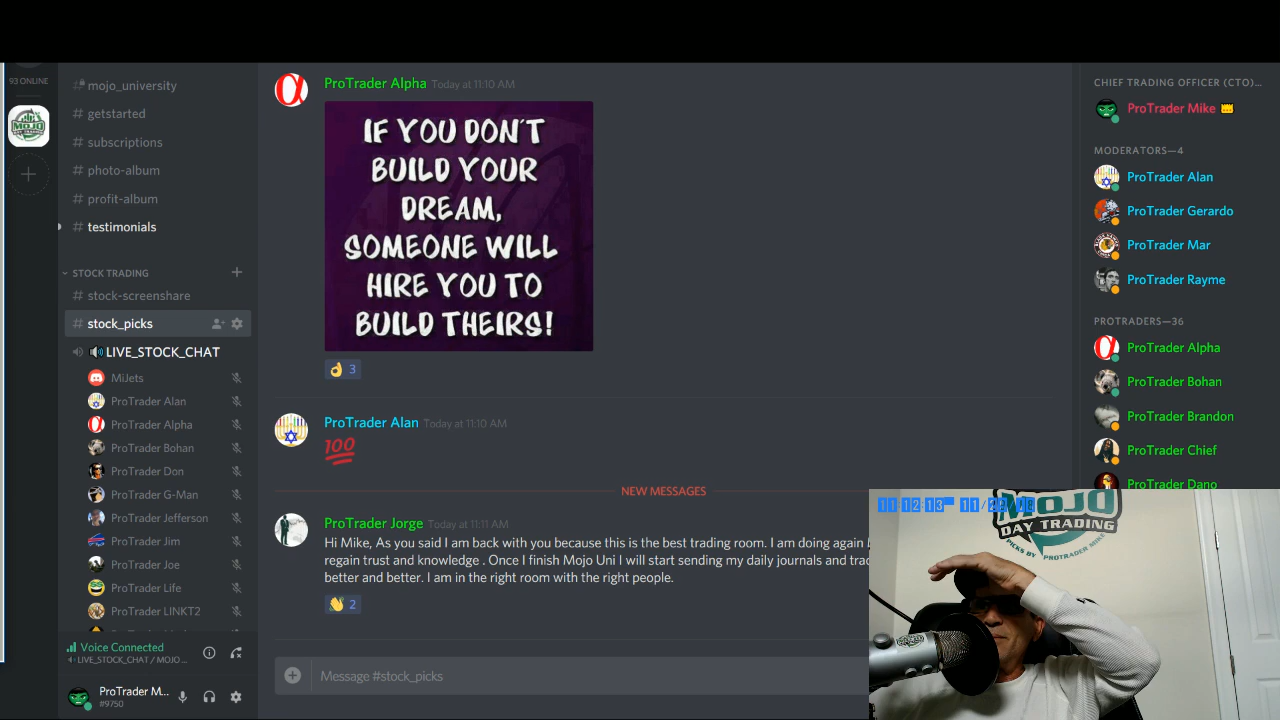 93 ONLINE
mojo_university
# getstarted
# subscriptions
# photo-album
# profit-album
testimonials
STOCK TRADING
# stock-screenshare
# stock_picks
LIVE_STOCK_CHAT
MiJets
ProTrader Alan
ProTrader Alpha
ProTrader Bohan
ProTrader Don
ProTrader G-Man
ProTrader Jefferson
ProTrader Jim
ProTrader Joe
ProTrader Life
ProTrader LINKT2
Voice Connected
LIVE_STOCK_CHAT / MOJO ...
ProTrader M...
#9750
ProTrader Alpha Today at 11:10 AM
IF YOU DON'T
BUILD YOUR
DREAM,
SOMEONE WILL
HIRE YOU TO
BUILD THEIRS!
3
ProTrader Alan Today at 11:10 AM
100
NEW MESSAGES
ProTrader Jorge Today at 11:11 AM
Hi Mike, As you said I am back with you because this is the best trading room. I am doing again
regain trust and knowledge . Once I finish Mojo Uni I will start sending my daily journals and
better and better. I am in the right room with the right people.
2
Message #stock_picks
CHIEF TRADING OFFICER (CTO)...
ProTrader Mike
MODERATORS—4
ProTrader Alan
ProTrader Gerardo
ProTrader Mar
ProTrader Rayme
PROTRADERS—36
ProTrader Alpha
ProTrader Bohan
ProTrader Brandon
ProTrader Chief
ProTrader Dano
11:12:13
MOJO
DAY TRADING
PICKS BY PROTRADER MIKE
MOJO